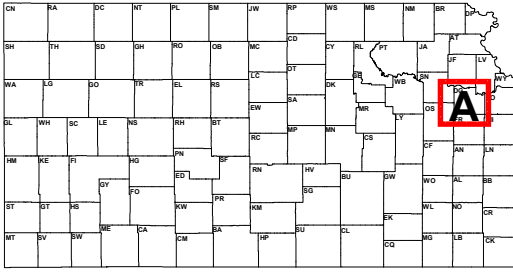 CN RA DC NT PL SM JW RP WS MS NM BR DP
CD AT
SH TH SD GH RO OB MC CY RL PT JA
JF LV
OT GE SN WY
WA LG GO TR EL RS LC DK WB DG
SA A
EW MR OS FR
GL WH SC LE NS RH BT MP MN LY
RC CS
CF AN LN
HM KE FI HG PN SF RN HV
GY ED BU GW WO AL BB
FO SG
PR
ST GT HS KW KM WL NO
EK CR
ME CA BA SU CL
MT SV SW CM HP CQ MG LB CK